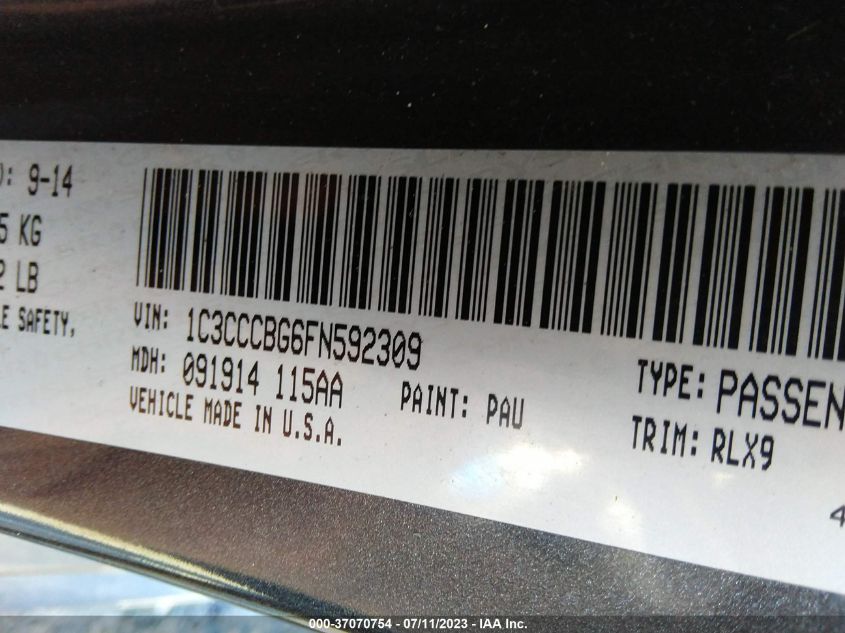 ): 9-14
5 KG
2 LB
LE SAFETY,
VIN: 1C3CCCBG6FN592309
MDH: 091914 115AA
PAINT: PAU
VEHICLE MADE IN U.S.A.
TYPE: PASSEN
TRIM: RLX9
4
000-37070754 - 07/11/2023 - IAA Inc.